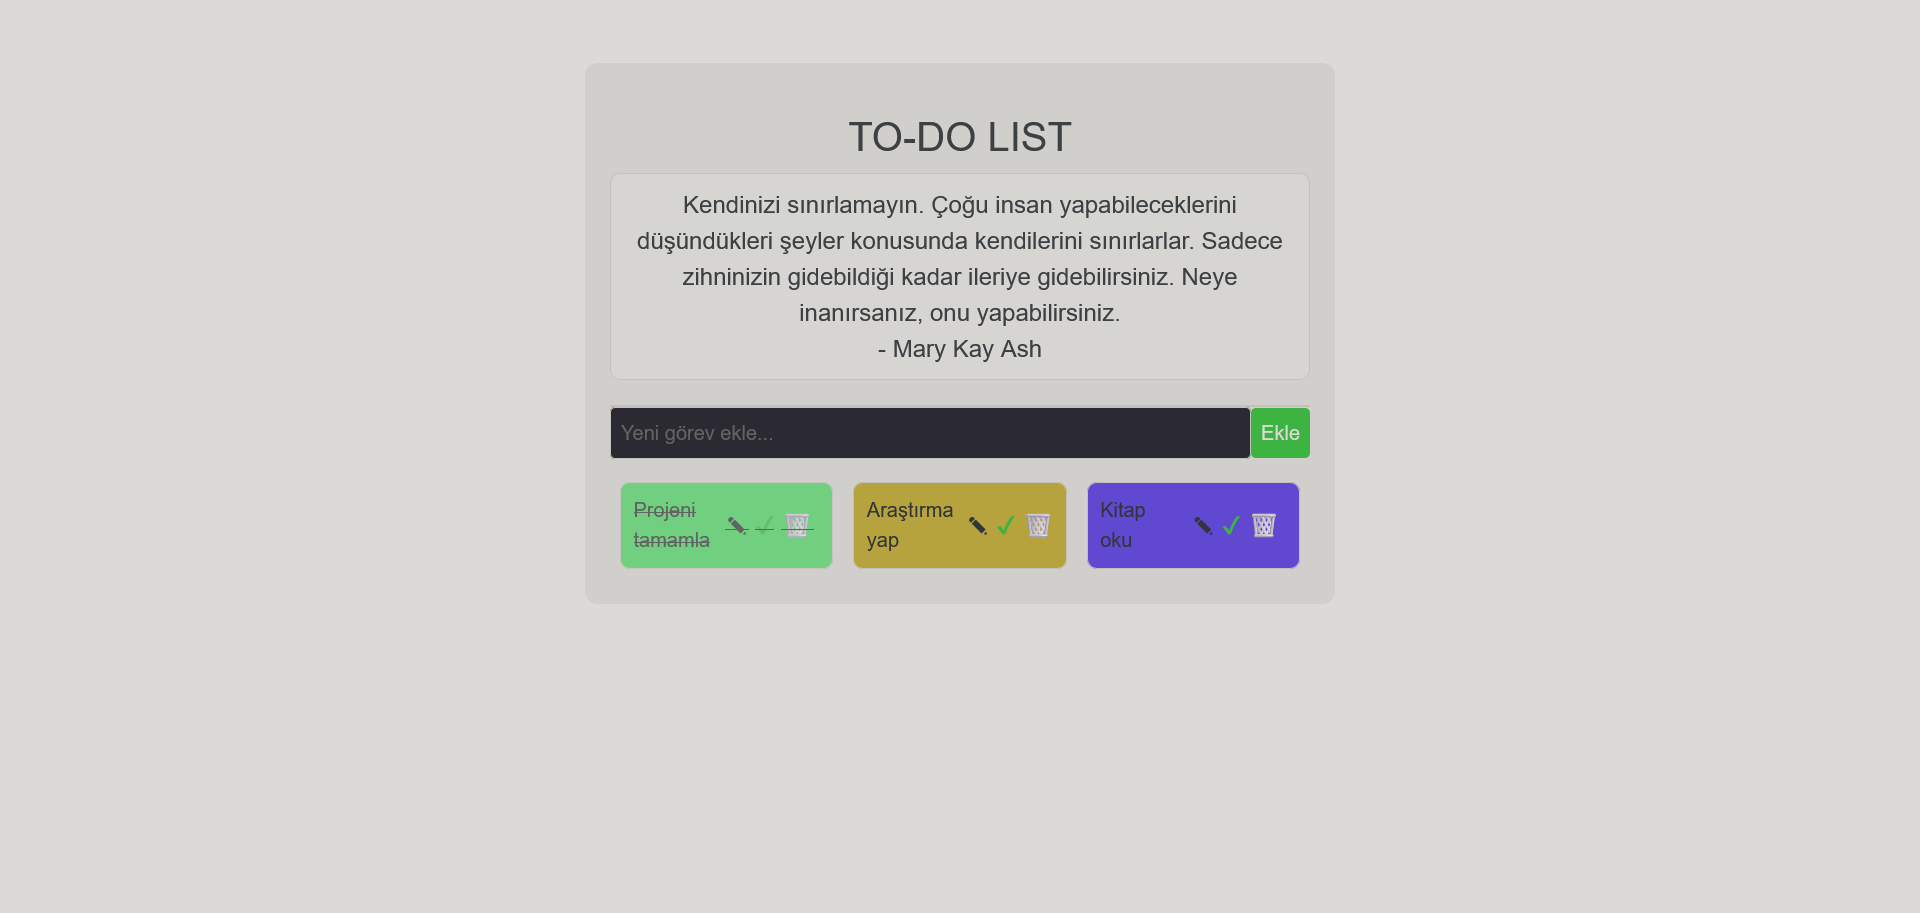 TO-DO LIST
Kendinizi sınırlamayın. Çoğu insan yapabileceklerini
düşündükleri şeyler konusunda kendilerini sınırlarlar. Sadece
zihninizin gidebildiği kadar ileriye gidebilirsiniz. Neye
inanırsanız, onu yapabilirsiniz.
- Mary Kay Ash
Yeni görev ekle...
Ekle
Projeni
tamamla
Araştırma
yap
Kitap
oku